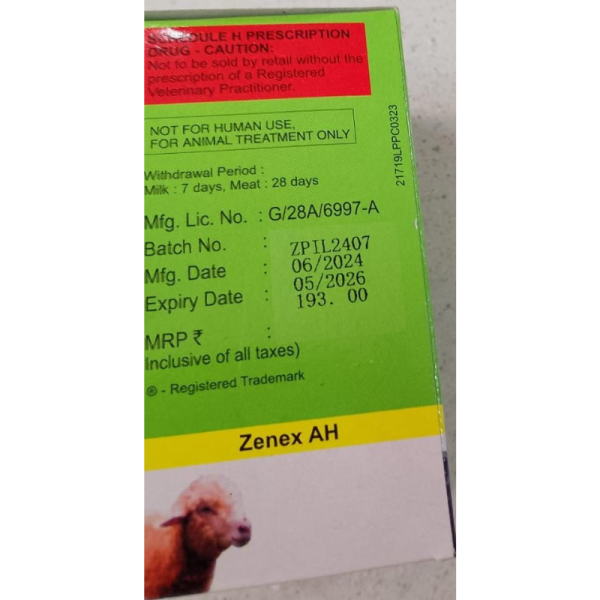 SCHEDULE H PRESCRIPTION
DRUG - CAUTION:
Not to be sold by retail without the
prescription of a Registered
Veterinary Practitioner.
NOT FOR HUMAN USE,
FOR ANIMAL TREATMENT ONLY
Withdrawal Period :
Milk : 7 days, Meat : 28 days
Mfg. Lic. No. : G/28A/6997-A
Batch No. : ZPIL2407
Mfg. Date : 06/2024
Expiry Date : 05/2026
193. 00
MRP ₹ :
Inclusive of all taxes)
® - Registered Trademark
21719LPPC0323
Zenex AH